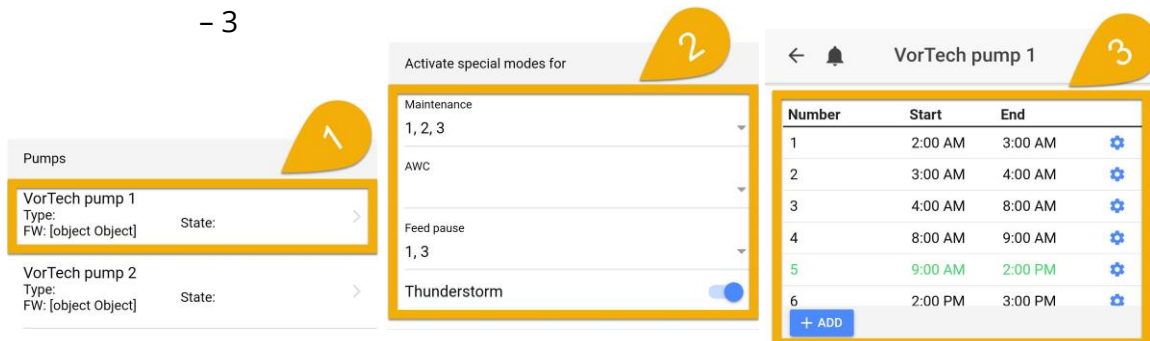 – 3
1
Pumps
VorTech pump 1
Type:
State:
FW: [object Object]
VorTech pump 2
Type:
State:
FW: [object Object]
2
Activate special modes for
Maintenance
1, 2, 3
AWC
Feed pause
1, 3
Thunderstorm
3
VorTech pump 1
Number Start End
1 2:00 AM 3:00 AM
2 3:00 AM 4:00 AM
3 4:00 AM 8:00 AM
4 8:00 AM 9:00 AM
5 9:00 AM 2:00 PM
6 2:00 PM 3:00 PM
+ ADD